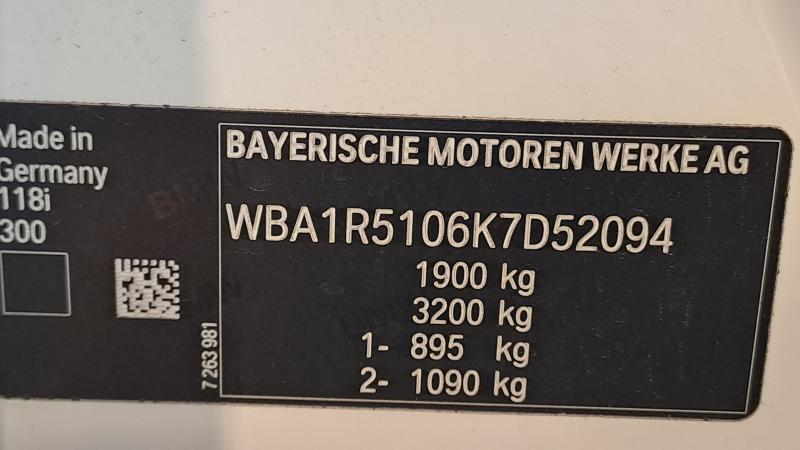 Made in
Germany
118i
300
BAYERISCHE MOTOREN WERKE AG
WBA1R5106K7D52094
1900 kg
3200 kg
1- 895 kg
2- 1090 kg
7 263 981
BMW